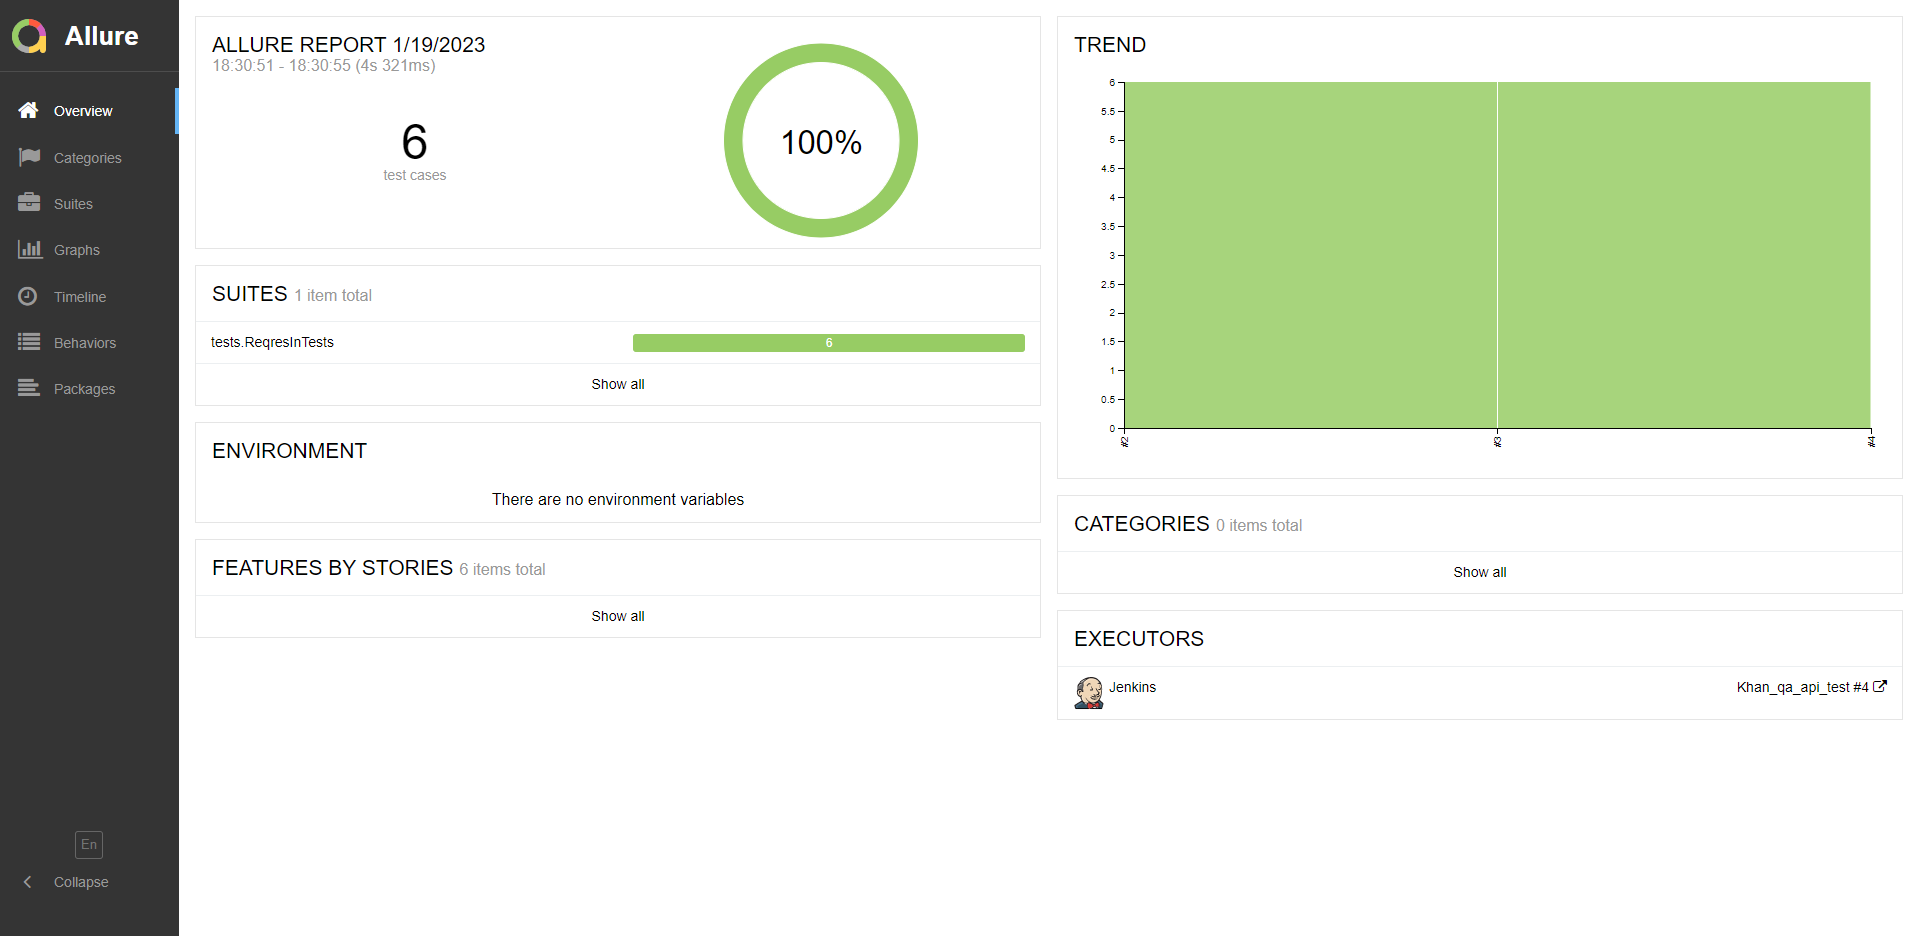 Allure
Overview
Categories
Suites
Graphs
Timeline
Behaviors
Packages
En
Collapse
ALLURE REPORT 1/19/2023
18:30:51 - 18:30:55 (4s 321ms)
6
test cases
100%
SUITES 1 item total
tests.ReqresInTests
6
Show all
ENVIRONMENT
There are no environment variables
FEATURES BY STORIES 6 items total
Show all
TREND
6
5.5
5
4.5
4
3.5
3
2.5
2
1.5
1
0.5
0
#2
#3
#4
CATEGORIES 0 items total
Show all
EXECUTORS
Jenkins
Khan_qa_api_test #4